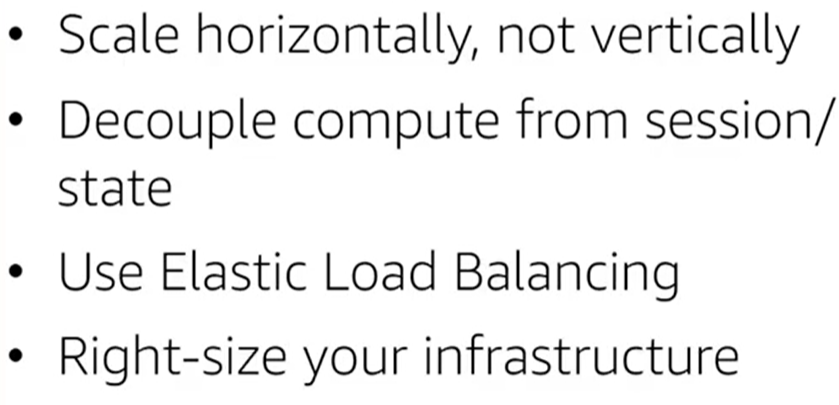 • Scale horizontally, not vertically
• Decouple compute from session/
state
• Use Elastic Load Balancing
• Right-size your infrastructure